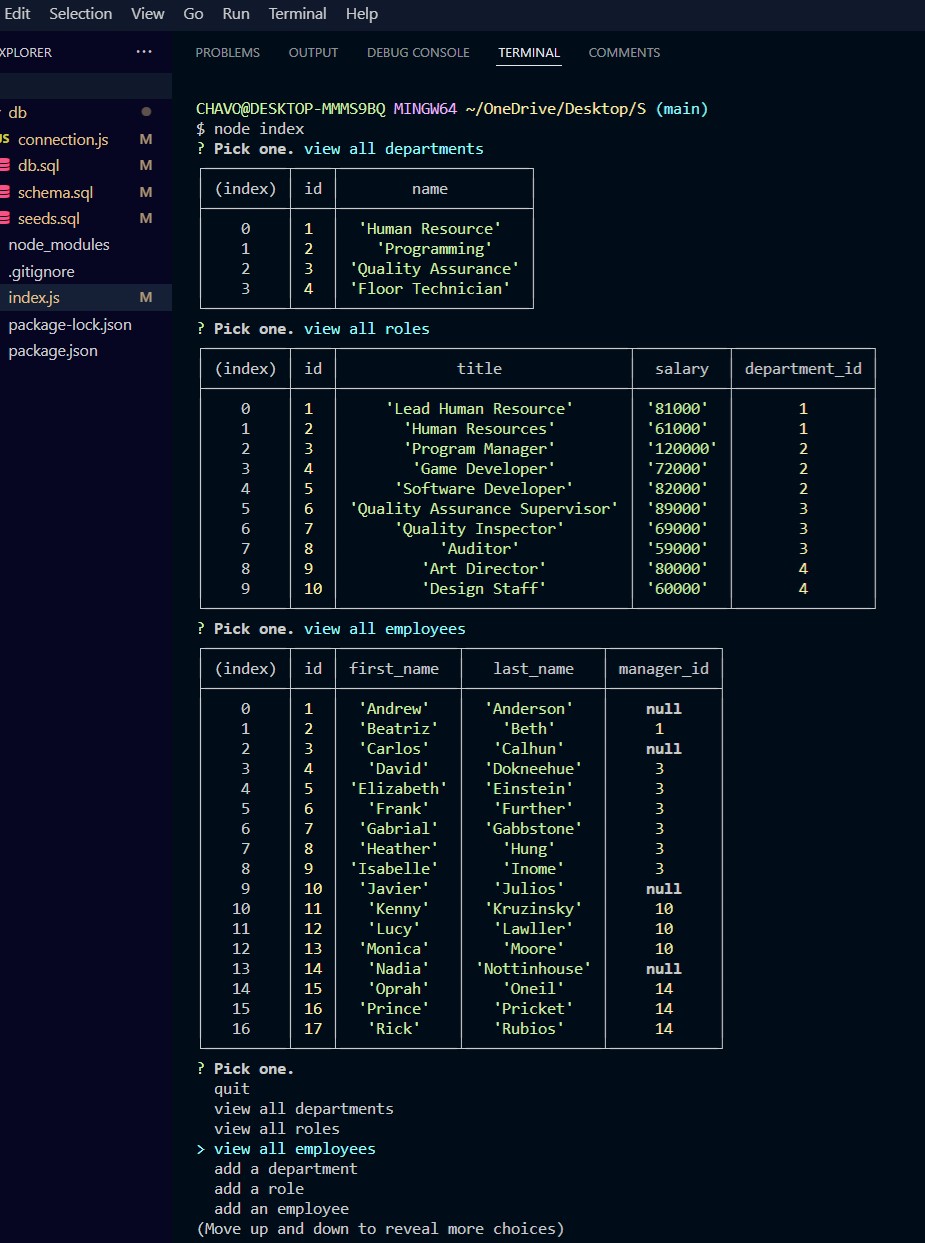 Edit Selection View Go Run Terminal Help
XPLORER ...
PROBLEMS OUTPUT DEBUG CONSOLE TERMINAL COMMENTS
db
JS connection.js M
db.sql M
schema.sql M
seeds.sql M
node_modules
.gitignore
index.js M
package-lock.json
package.json
CHAVO@DESKTOP-MMMS9BQ MINGW64 ~/OneDrive/Desktop/S (main)
$ node index
? Pick one. view all departments
(index) id name
0 1 'Human Resource'
1 2 'Programming'
2 3 'Quality Assurance'
3 4 'Floor Technician'
? Pick one. view all roles
(index) id title salary department_id
0 1 'Lead Human Resource' '81000' 1
1 2 'Human Resources' '61000' 1
2 3 'Program Manager' '120000' 2
3 4 'Game Developer' '72000' 2
4 5 'Software Developer' '82000' 2
5 6 'Quality Assurance Supervisor' '89000' 3
6 7 'Quality Inspector' '69000' 3
7 8 'Auditor' '59000' 3
8 9 'Art Director' '80000' 4
9 10 'Design Staff' '60000' 4
? Pick one. view all employees
(index) id first_name last_name manager_id
0 1 'Andrew' 'Anderson' null
1 2 'Beatriz' 'Beth' 1
2 3 'Carlos' 'Calhun' null
3 4 'David' 'Dokneehue' 3
4 5 'Elizabeth' 'Einstein' 3
5 6 'Frank' 'Further' 3
6 7 'Gabrial' 'Gabbstone' 3
7 8 'Heather' 'Hung' 3
8 9 'Isabelle' 'Inome' 3
9 10 'Javier' 'Julios' null
10 11 'Kenny' 'Kruzinsky' 10
11 12 'Lucy' 'Lawller' 10
12 13 'Monica' 'Moore' 10
13 14 'Nadia' 'Nottinhouse' null
14 15 'Oprah' 'Oneil' 14
15 16 'Prince' 'Pricket' 14
16 17 'Rick' 'Rubios' 14
? Pick one.
quit
view all departments
view all roles
> view all employees
add a department
add a role
add an employee
(Move up and down to reveal more choices)